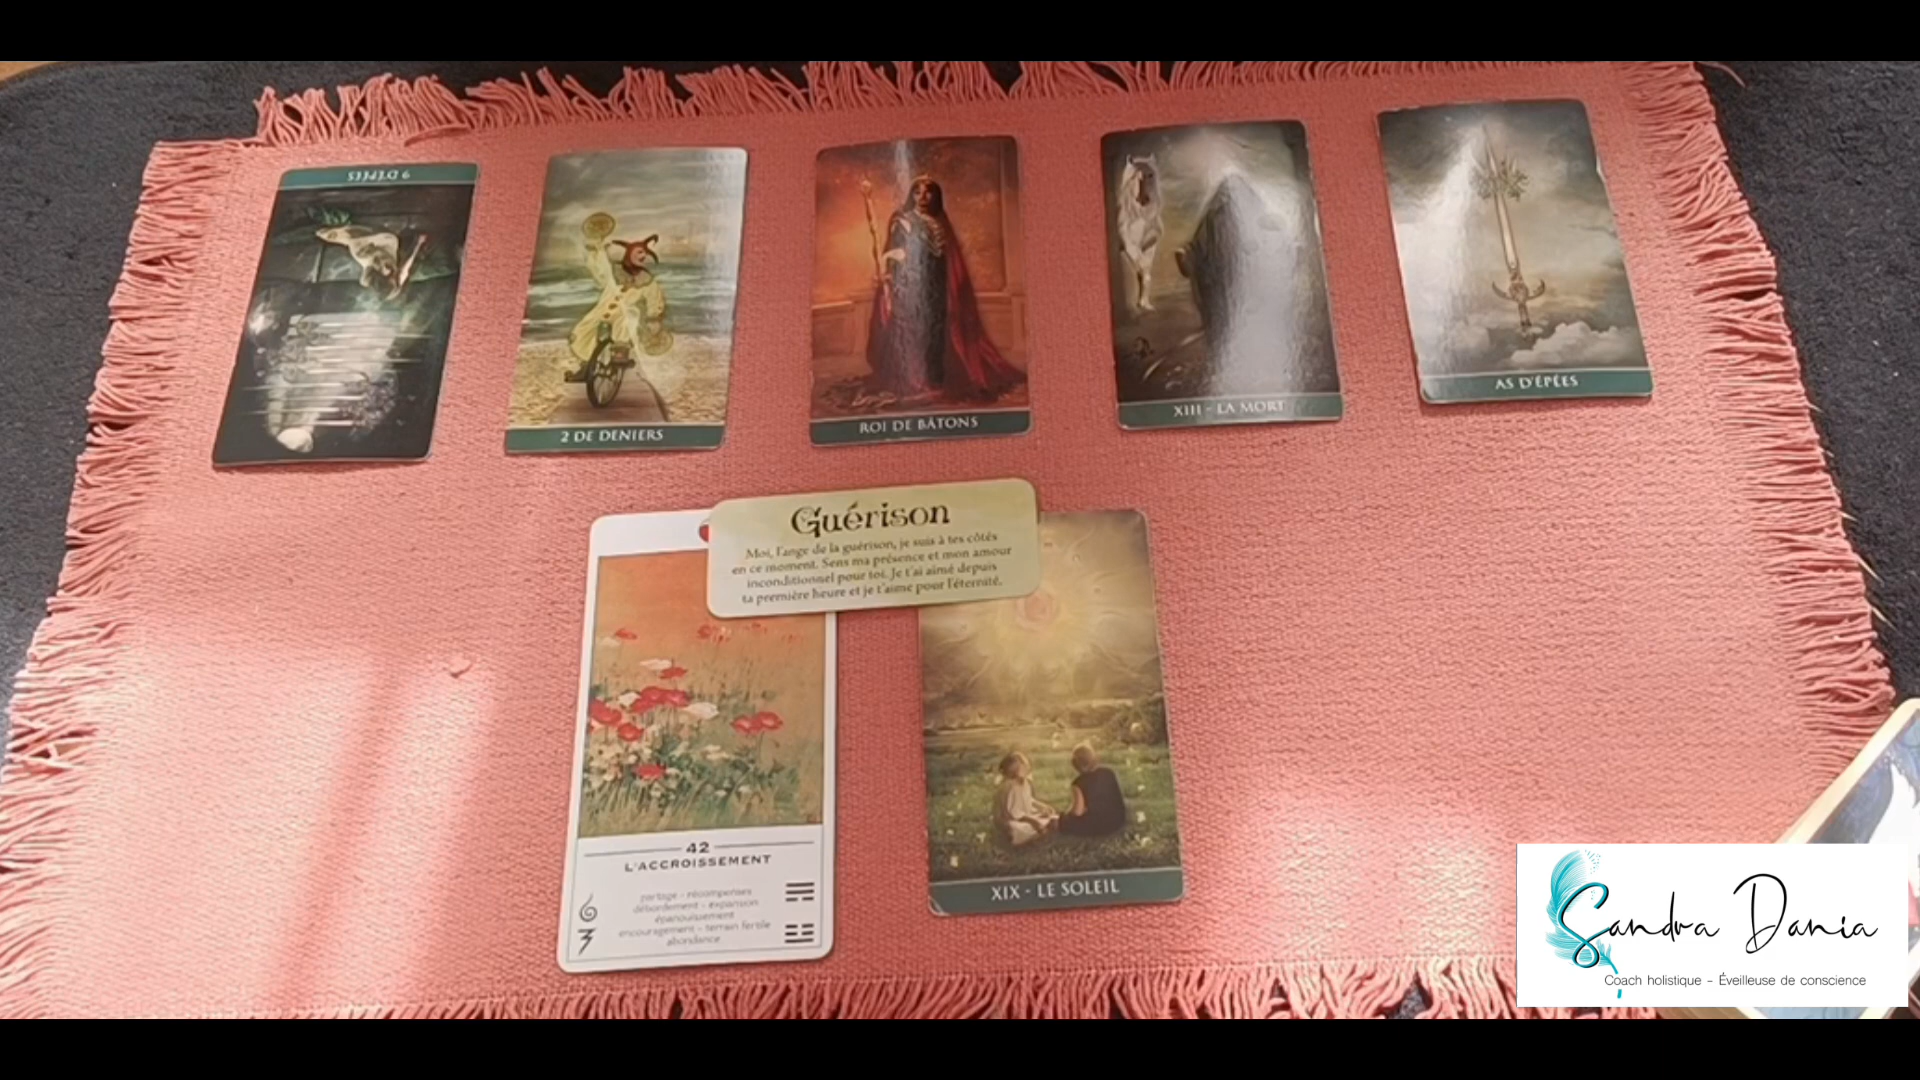 9 D'ÉPÉES
2 DE DENIERS
ROI DE BÂTONS
XIII - LA MORT
AS D'ÉPÉES
Guérison
Moi, l'ange de la guérison, je suis à tes côtés
en ce moment. Sens ma présence et mon amour
inconditionnel pour toi. Je t'ai aimé depuis
ta première heure et je t'aime pour l'éternité.
42
L'ACCROISSEMENT
partage - récompenses
débordement - expansion
épanouissement
encouragement - terrain fertile
abondance
XIX - LE SOLEIL
Sandra Dania
Coach holistique - Éveilleuse de conscience